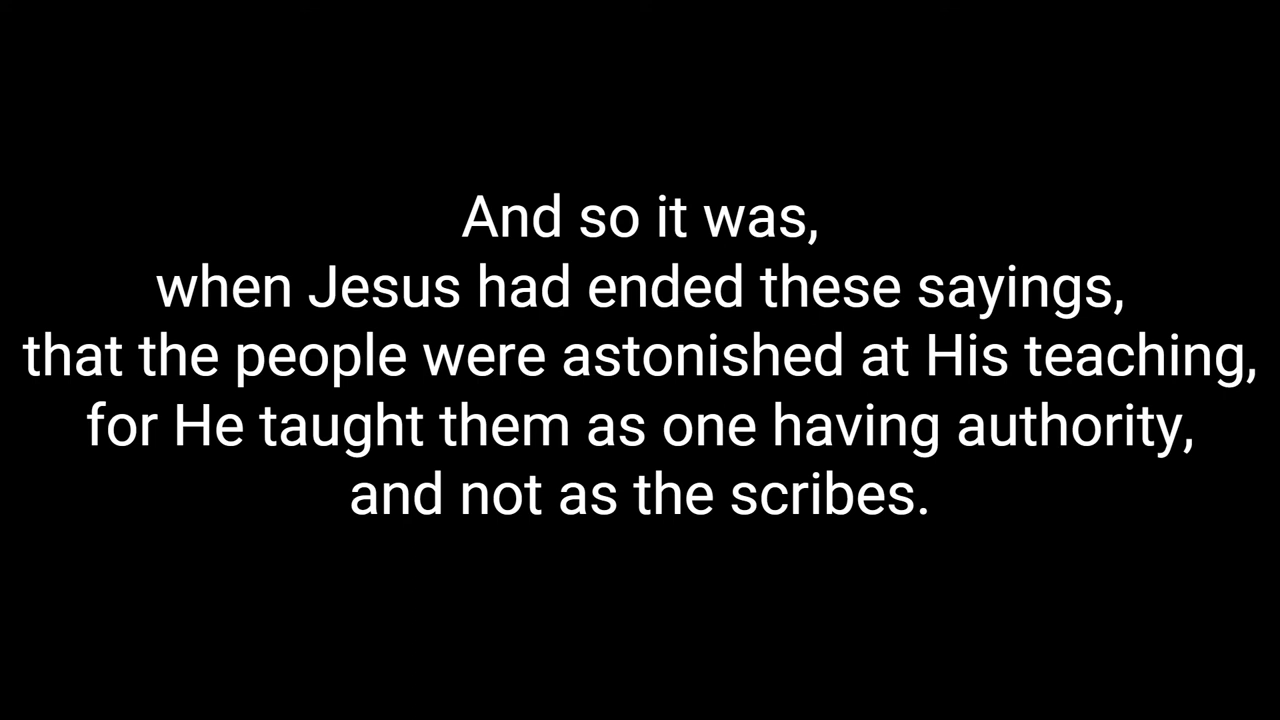 And so it was,
when Jesus had ended these sayings,
that the people were astonished at His teaching,
for He taught them as one having authority,
and not as the scribes.